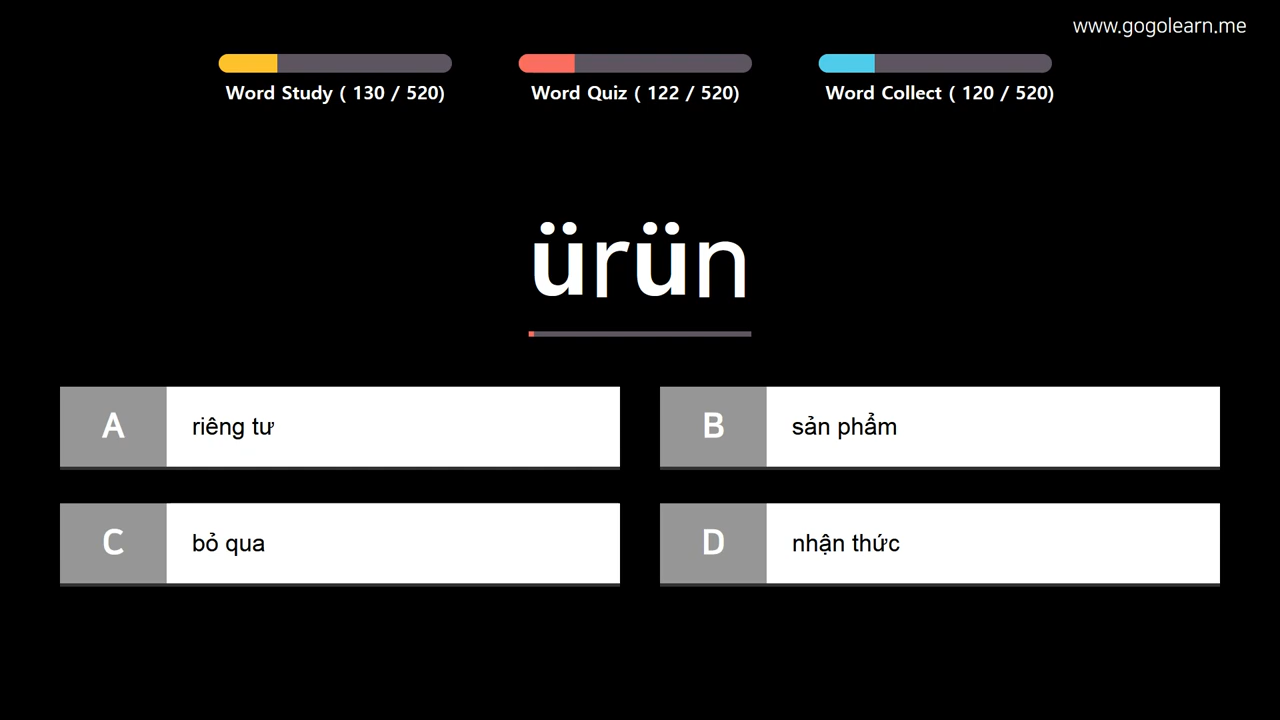 www.gogolearn.me
Word Study ( 130 / 520)
Word Quiz ( 122 / 520)
Word Collect ( 120 / 520)
ürün
A riêng tư
B sản phẩm
C bỏ qua
D nhận thức